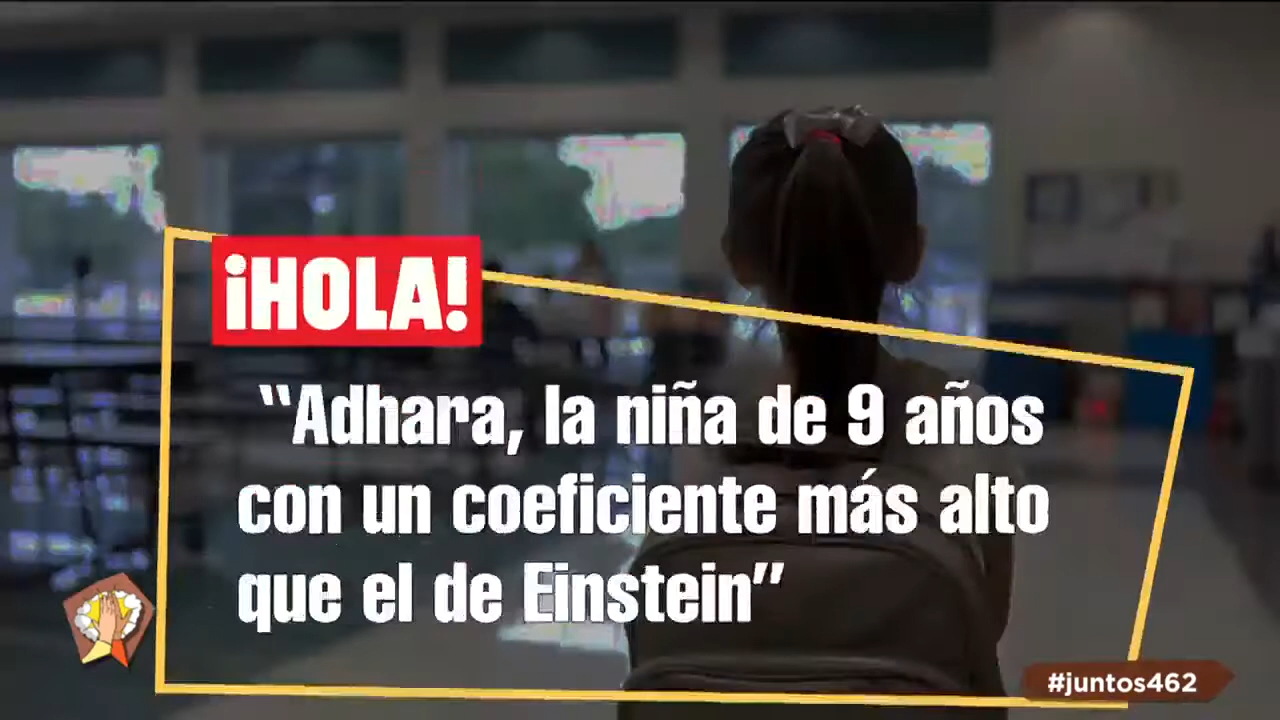 ¡HOLA!
“Adhara, la niña de 9 años
con un coeficiente más alto
que el de Einstein”
#juntos462